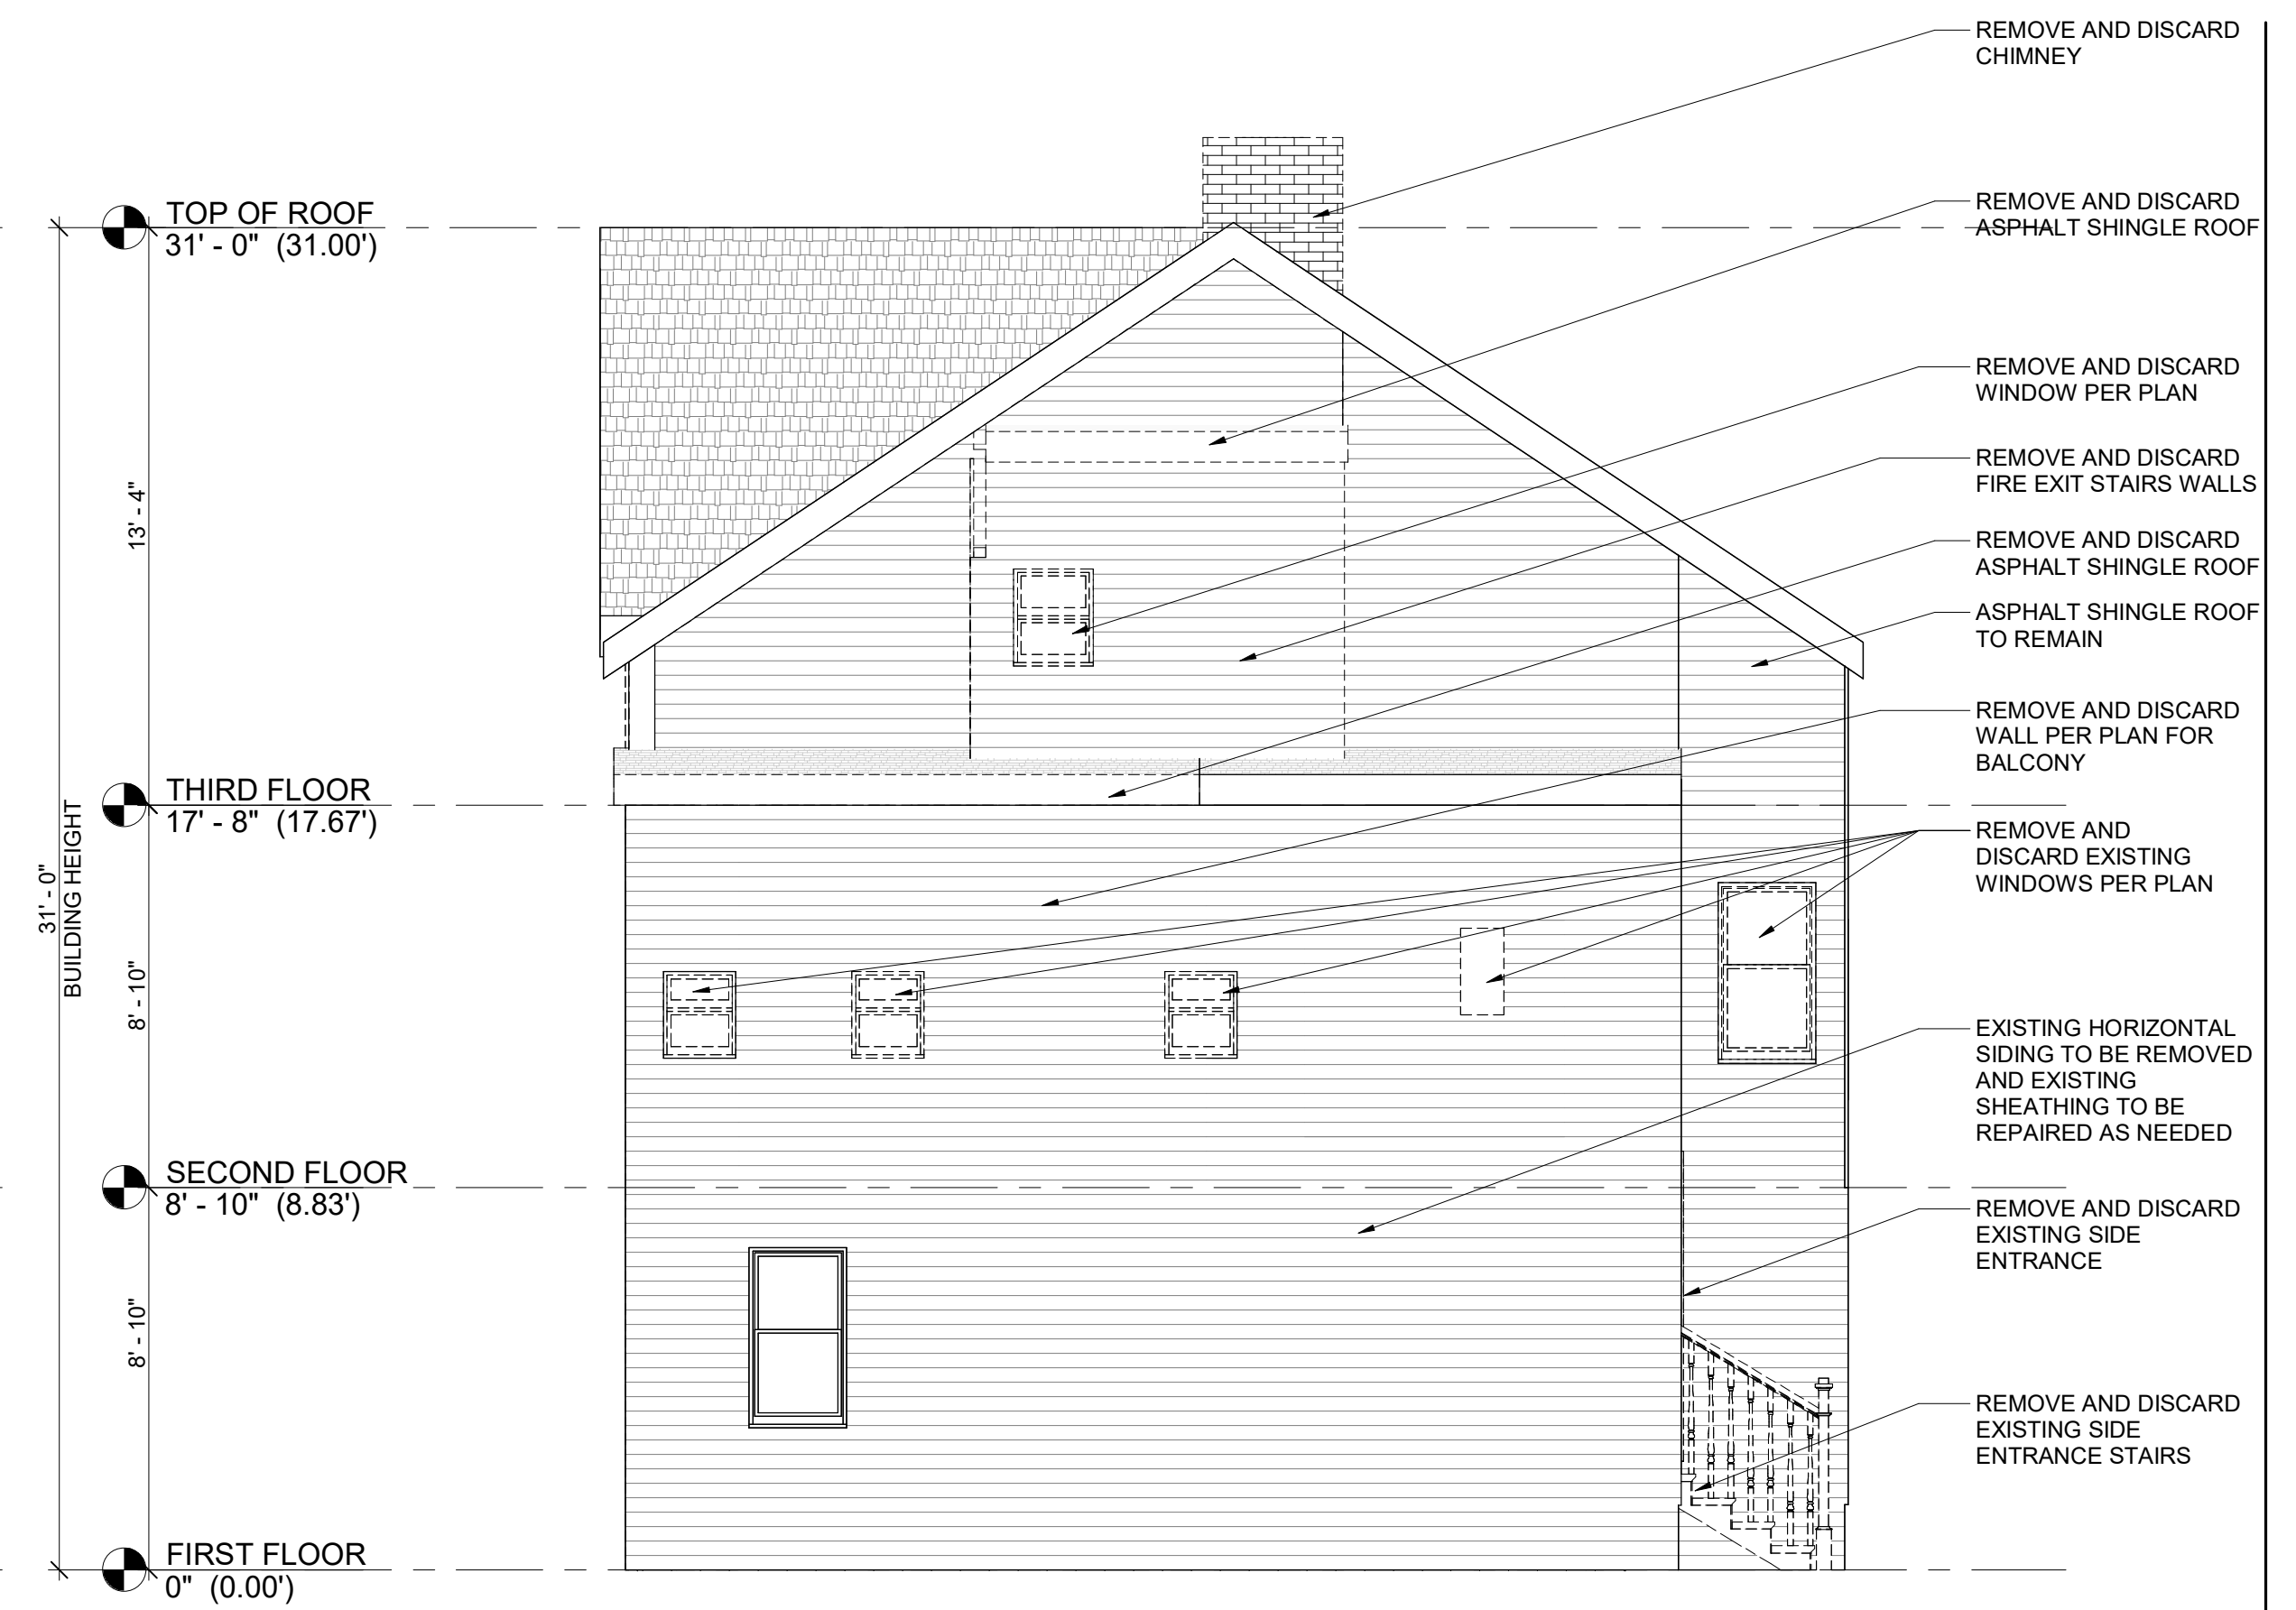 REMOVE AND DISCARD
CHIMNEY
REMOVE AND DISCARD
ASPHALT SHINGLE ROOF
REMOVE AND DISCARD
WINDOW PER PLAN
REMOVE AND DISCARD
FIRE EXIT STAIRS WALLS
REMOVE AND DISCARD
ASPHALT SHINGLE ROOF
ASPHALT SHINGLE ROOF
TO REMAIN
REMOVE AND DISCARD
WALL PER PLAN FOR
BALCONY
REMOVE AND
DISCARD EXISTING
WINDOWS PER PLAN
EXISTING HORIZONTAL
SIDING TO BE REMOVED
AND EXISTING
SHEATHING TO BE
REPAIRED AS NEEDED
REMOVE AND DISCARD
EXISTING SIDE
ENTRANCE
REMOVE AND DISCARD
EXISTING SIDE
ENTRANCE STAIRS
TOP OF ROOF
31' - 0" (31.00')
13' - 4"
THIRD FLOOR
17' - 8" (17.67')
31' - 0"
BUILDING HEIGHT
8' - 10"
SECOND FLOOR
8' - 10" (8.83')
8' - 10"
FIRST FLOOR
0" (0.00')